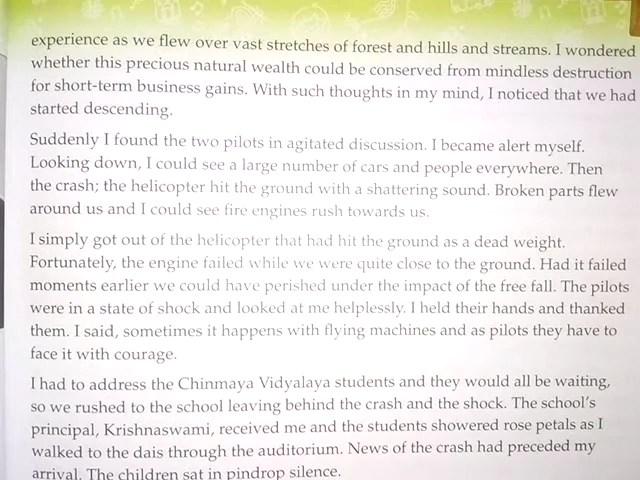 experience as we flew over vast stretches of forest and hills and streams. I wondered
whether this precious natural wealth could be conserved from mindless destruction
for short-term business gains. With such thoughts in my mind, I noticed that we had
started descending.
Suddenly I found the two pilots in agitated discussion. I became alert myself.
Looking down, I could see a large number of cars and people everywhere. Then
the crash; the helicopter hit the ground with a shattering sound. Broken parts flew
around us and I could see fire engines rush towards us.
I simply got out of the helicopter that had hit the ground as a dead weight.
Fortunately, the engine failed while we were quite close to the ground. Had it failed
moments earlier we could have perished under the impact of the free fall. The pilots
were in a state of shock and looked at me helplessly. I held their hands and thanked
them. I said, sometimes it happens with flying machines and as pilots they have to
face it with courage.
I had to address the Chinmaya Vidyalaya students and they would all be waiting,
so we rushed to the school leaving behind the crash and the shock. The school's
principal, Krishnaswami, received me and the students showered rose petals as I
walked to the dais through the auditorium. News of the crash had preceded my
arrival. The children sat in pindrop silence.